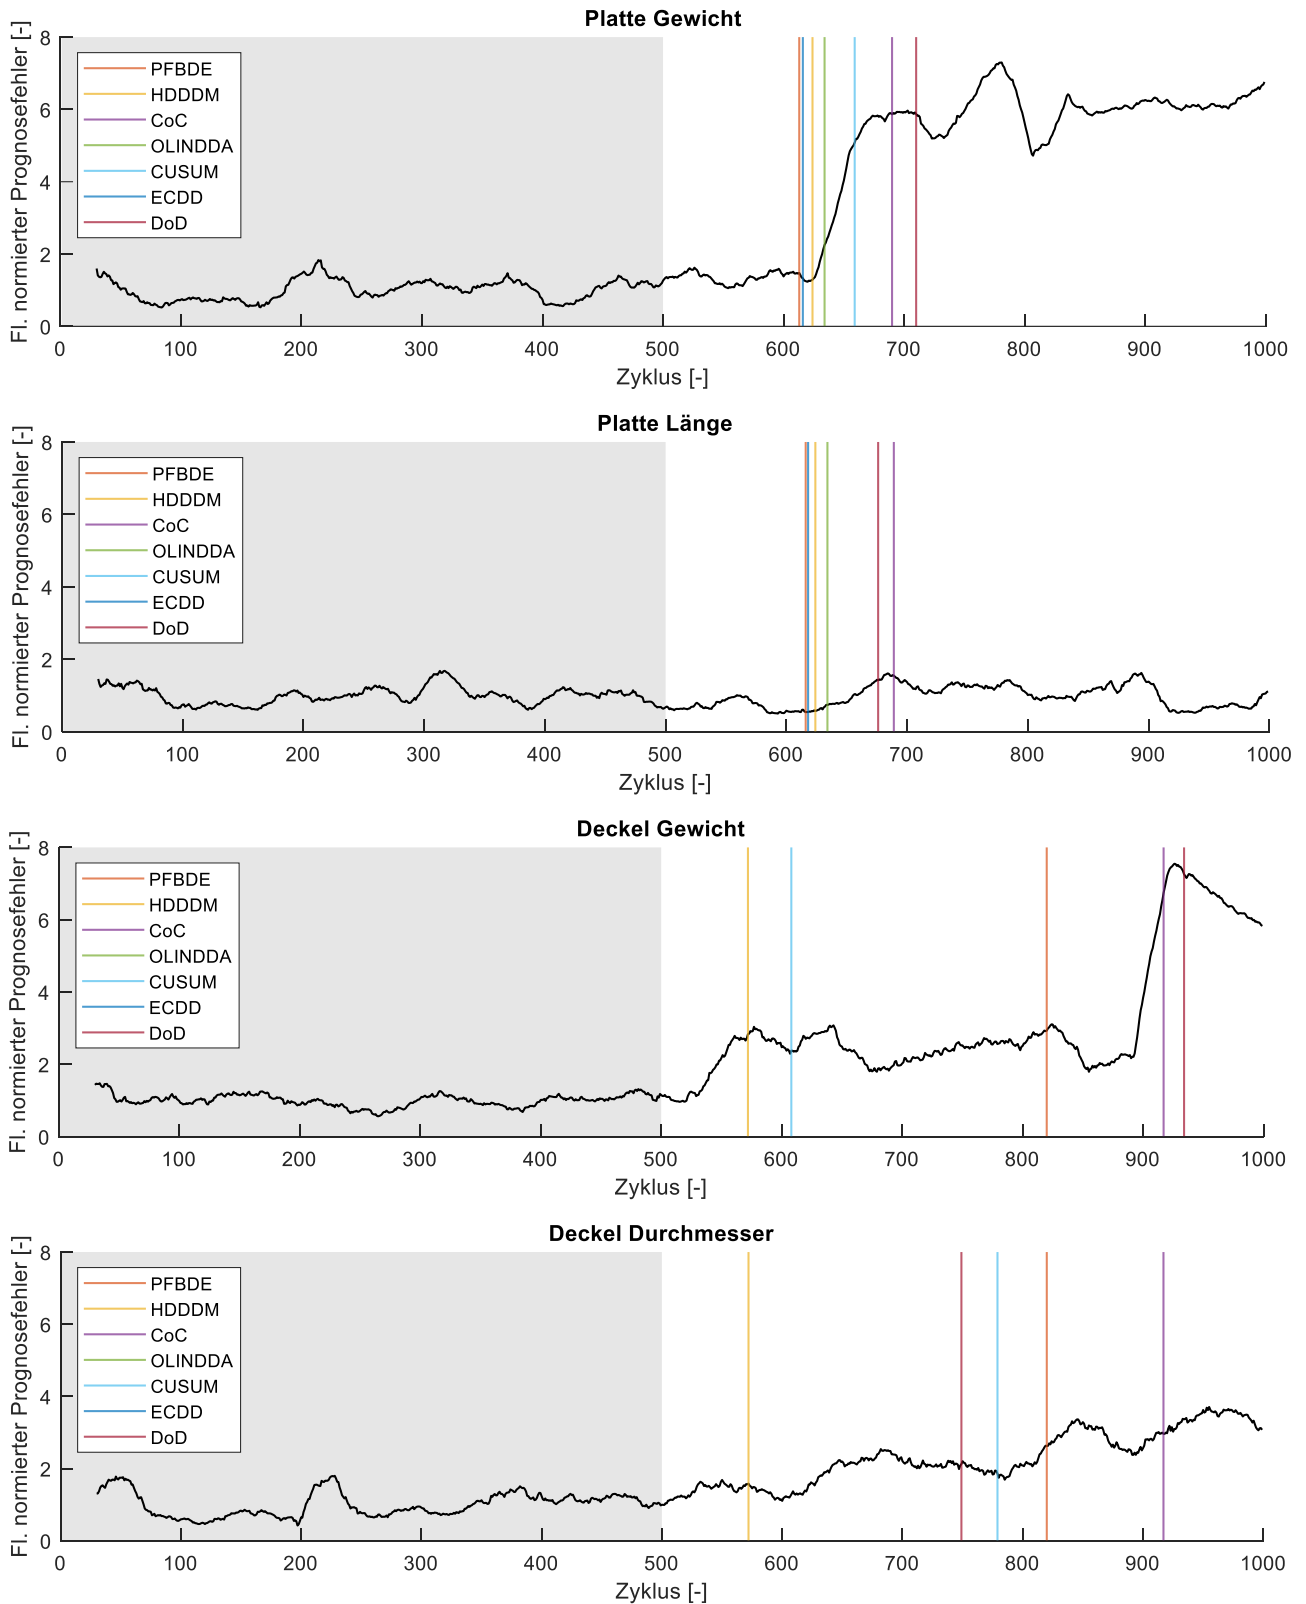 Platte Gewicht
Fl. normierter Prognosefehler [-]
8
6
4
2
0
PFBDE
HDDDM
CoC
OLINDDA
CUSUM
ECDD
DoD
0 100 200 300 400 500 600 700 800 900 1000
Zyklus [-]
Platte Länge
Fl. normierter Prognosefehler [-]
8
6
4
2
0
PFBDE
HDDDM
CoC
OLINDDA
CUSUM
ECDD
DoD
0 100 200 300 400 500 600 700 800 900 1000
Zyklus [-]
Deckel Gewicht
Fl. normierter Prognosefehler [-]
8
6
4
2
0
PFBDE
HDDDM
CoC
OLINDDA
CUSUM
ECDD
DoD
0 100 200 300 400 500 600 700 800 900 1000
Zyklus [-]
Deckel Durchmesser
Fl. normierter Prognosefehler [-]
8
6
4
2
0
PFBDE
HDDDM
CoC
OLINDDA
CUSUM
ECDD
DoD
0 100 200 300 400 500 600 700 800 900 1000
Zyklus [-]